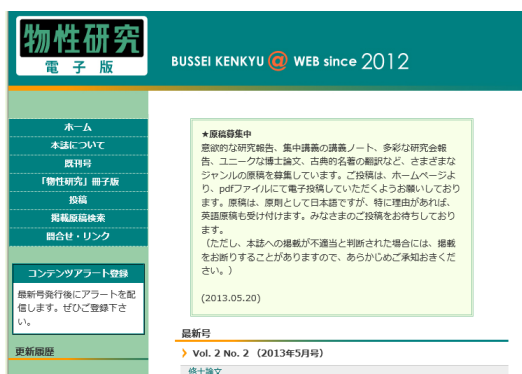 物性研究
電子版
BUSSEI KENKYU @ WEB since 2012
ホーム
本誌について
既刊号
「物性研究」冊子版
投稿
掲載原稿検索
問合せ・リンク
コンテンツアラート登録
最新号発行後にアラートを配
信します。ぜひご登録下さ
い。
更新履歴
★原稿募集中
意欲的な研究報告、集中講義の講義ノート、多彩な研究会報
告、ユニークな博士論文、古典的名著の翻訳など、さまざまな
ジャンルの原稿を募集しています。ご投稿は、ホームページよ
り、pdfファイルにて電子投稿していただくようお願いしており
ます。原稿は、原則として日本語ですが、特に理由があれば、
英語原稿も受け付けます。みなさまのご投稿をお待ちしており
ます。
（ただし、本誌への掲載が不適当と判断された場合には、掲載
をお断りすることがありますので、あらかじめご承知おきくだ
さい。）
(2013.05.20)
最新号
Vol. 2 No. 2 （2013年5月号）
修士論文